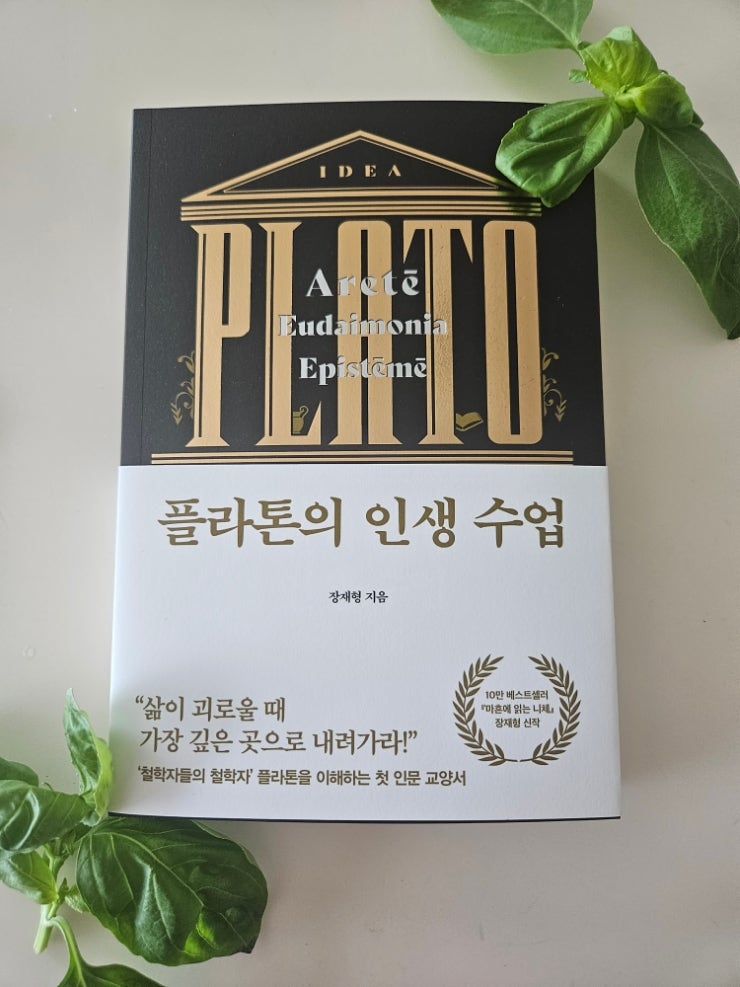 IDEA
PLATO
Aretē
Eudaimonia
Epistēmē
플라톤의 인생 수업
장재형 지음
“삶이 괴로울 때
가장 깊은 곳으로 내려가라!”
‘철학자들의 철학자’ 플라톤을 이해하는 첫 인문 교양서
10만 베스트셀러
『마흔에 읽는 니체』
장재형 신작